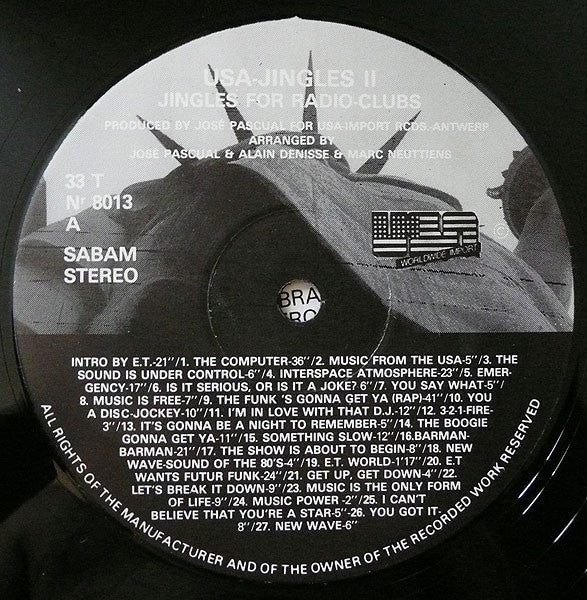 USA-JINGLES II
JINGLES FOR RADIO-CLUBS
PRODUCED BY JOSÉ PASCUAL FOR USA-IMPORT RCDS.-ANTWERP
ARRANGED BY
JOSÉ PASCUAL & ALAIN DENISSE & MARC NEUTTIENS
33 T
Nr 8013
A
SABAM
STEREO
USA
WORLDWIDE IMPORT
©
BRA
INTRO BY E.T.-21"/1. THE COMPUTER-36"/2. MUSIC FROM THE USA-5"/3. THE
SOUND IS UNDER CONTROL-6"/4. INTERSPACE ATMOSPHERE-23"/5. EMER-
GENCY-17"/6. IS IT SERIOUS, OR IS IT A JOKE? 6"/7. YOU SAY WHAT-5"/
8. MUSIC IS FREE-7"/9. THE FUNK 'S GONNA GET YA (RAP)-41"/10. YOU
A DISC-JOCKEY-10"/11. I'M IN LOVE WITH THAT D.J.-12"/12. 3-2-1-FIRE-
3"/13. IT'S GONNA BE A NIGHT TO REMEMBER-5"/14. THE BOOGIE
GONNA GET YA-11"/15. SOMETHING SLOW-12"/16.BARMAN-
BARMAN-21"/17. THE SHOW IS ABOUT TO BEGIN-8"/18. NEW
WAVE-SOUND OF THE 80'S-4"/19. E.T. WORLD-1'17"/20. E.T
WANTS FUTUR FUNK-24"/21. GET UP, GET DOWN-4"/22.
LET'S BREAK IT DOWN-9"/23. MUSIC IS THE ONLY FORM
OF LIFE-9"/24. MUSIC POWER -2"/25. I CAN'T
BELIEVE THAT YOU'RE A STAR-5"-26. YOU GOT IT-
8"/27. NEW WAVE-6"
ALL RIGHTS OF THE MANUFACTURER AND OF THE OWNER OF THE RECORDED WORK RESERVED